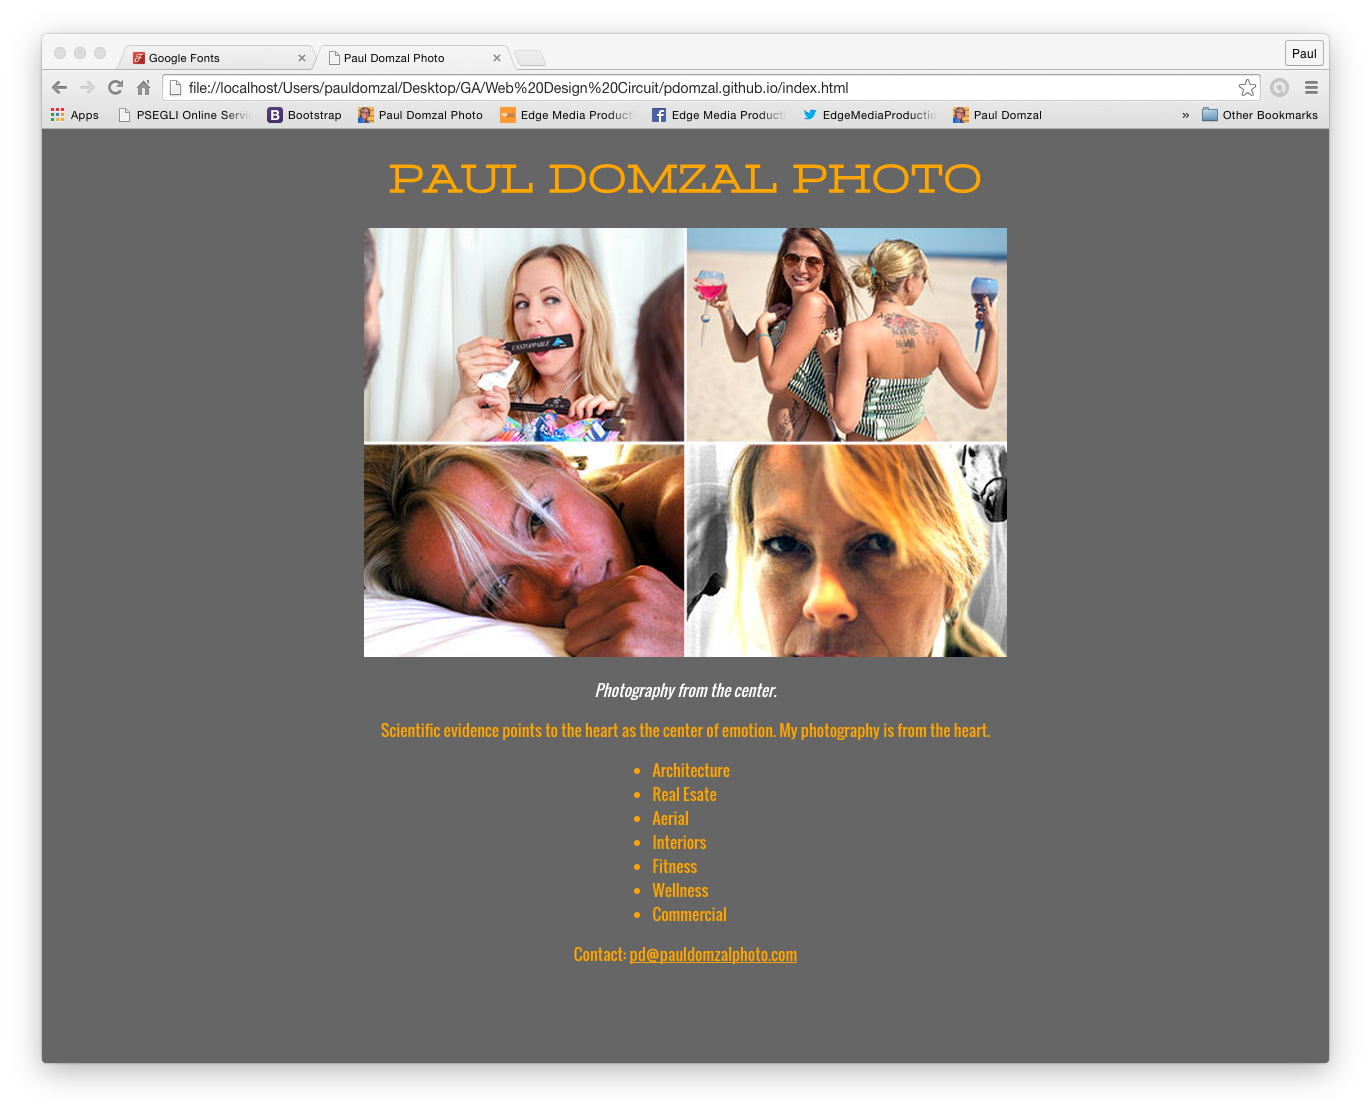 Google Fonts
Paul Domzal Photo
Paul
file://localhost/Users/pauldomzal/Desktop/GA/Web%20Design%20Circuit/pdomzal.github.io/index.html
Apps
PSEGLI Online Servi
Bootstrap
Paul Domzal Photo
Edge Media Producti
Edge Media Product
EdgeMediaProductio
Paul Domzal
»
Other Bookmarks
PAUL DOMZAL PHOTO
UNSTOPPABLE
Photography from the center.
Scientific evidence points to the heart as the center of emotion. My photography is from the heart.
• Architecture
• Real Esate
• Aerial
• Interiors
• Fitness
• Wellness
• Commercial
Contact: pd@pauldomzalphoto.com